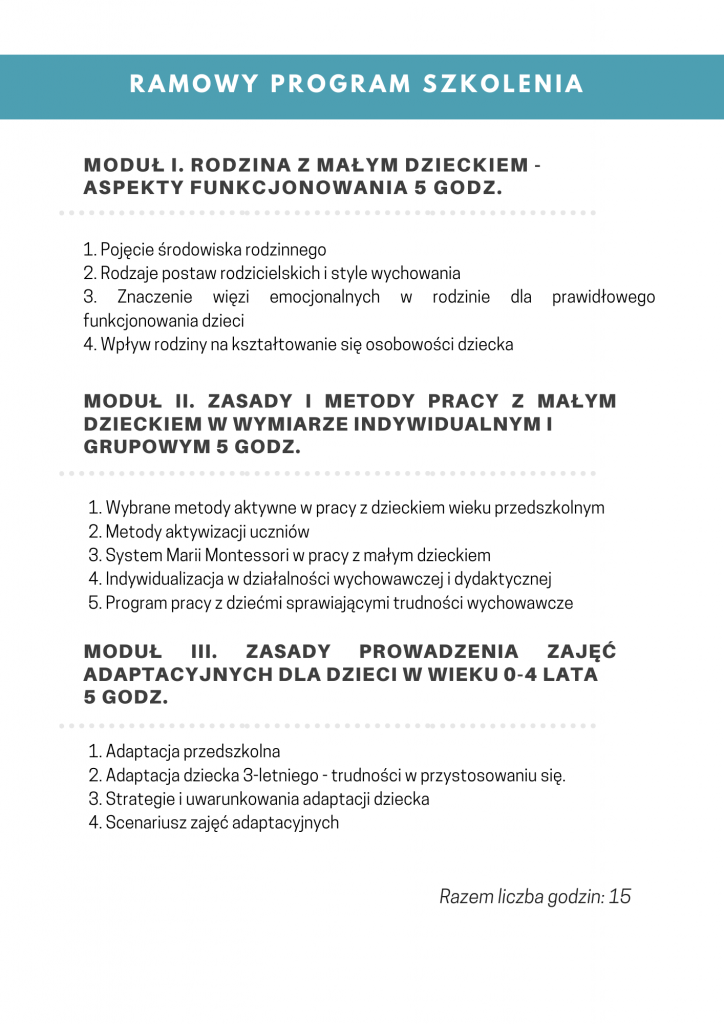 RAMOWY PROGRAM SZKOLENIA
MODUŁ I. RODZINA Z MAŁYM DZIECKIEM -
ASPEKTY FUNKCJONOWANIA 5 GODZ.
1. Pojęcie środowiska rodzinnego
2. Rodzaje postaw rodzicielskich i style wychowania
3. Znaczenie więzi emocjonalnych w rodzinie dla prawidłowego
funkcjonowania dzieci
4. Wpływ rodziny na kształtowanie się osobowości dziecka
MODUŁ II. ZASADY I METODY PRACY Z MAŁYM
DZIECKIEM W WYMIARZE INDYWIDUALNYM I
GRUPOWYM 5 GODZ.
1. Wybrane metody aktywne w pracy z dzieckiem wieku przedszkolnym
2. Metody aktywizacji uczniów
3. System Marii Montessori w pracy z małym dzieckiem
4. Indywidualizacja w działalności wychowawczej i dydaktycznej
5. Program pracy z dziećmi sprawiającymi trudności wychowawcze
MODUŁ III. ZASADY PROWADZENIA ZAJĘĆ
ADAPTACYJNYCH DLA DZIECI W WIEKU 0-4 LATA
5 GODZ.
1. Adaptacja przedszkolna
2. Adaptacja dziecka 3-letniego - trudności w przystosowaniu się.
3. Strategie i uwarunkowania adaptacji dziecka
4. Scenariusz zajęć adaptacyjnych
Razem liczba godzin: 15